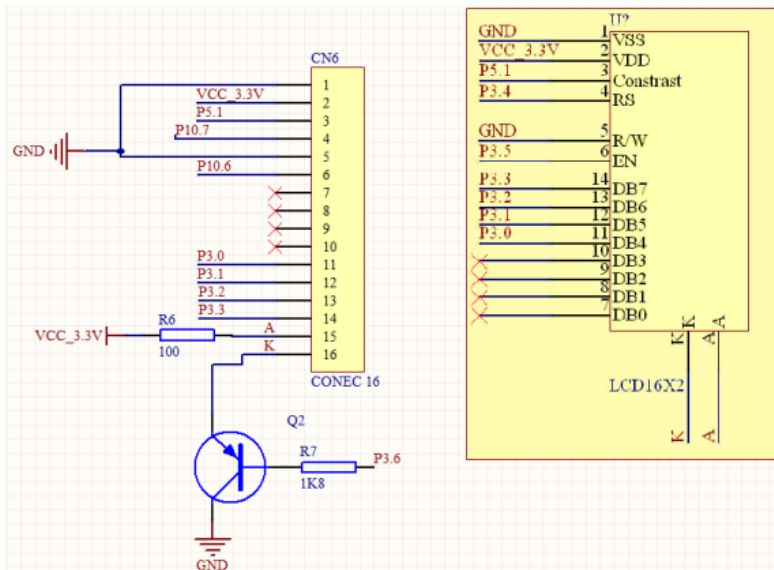 CN6
1
VCC_3.3V
2
P5.1
3
P10.7
4
GND
5
P10.6
6
7
8
9
10
P3.0
11
P3.1
12
P3.2
13
P3.3
14
VCC_3.3V
R6
100
A
15
K
16
CONEC 16
Q2
R7
1K8
P3.6
GND
U?
GND 1 VSS
VCC_3.3V 2 VDD
P5.1 3 Constrast
P3.4 4 RS
GND 5 R/W
P3.5 6 EN
P3.3 14 DB7
P3.2 13 DB6
P3.1 12 DB5
P3.0 11 DB4
10 DB3
9 DB2
8 DB1
7 DB0
K A
K A
LCD16X2
K A